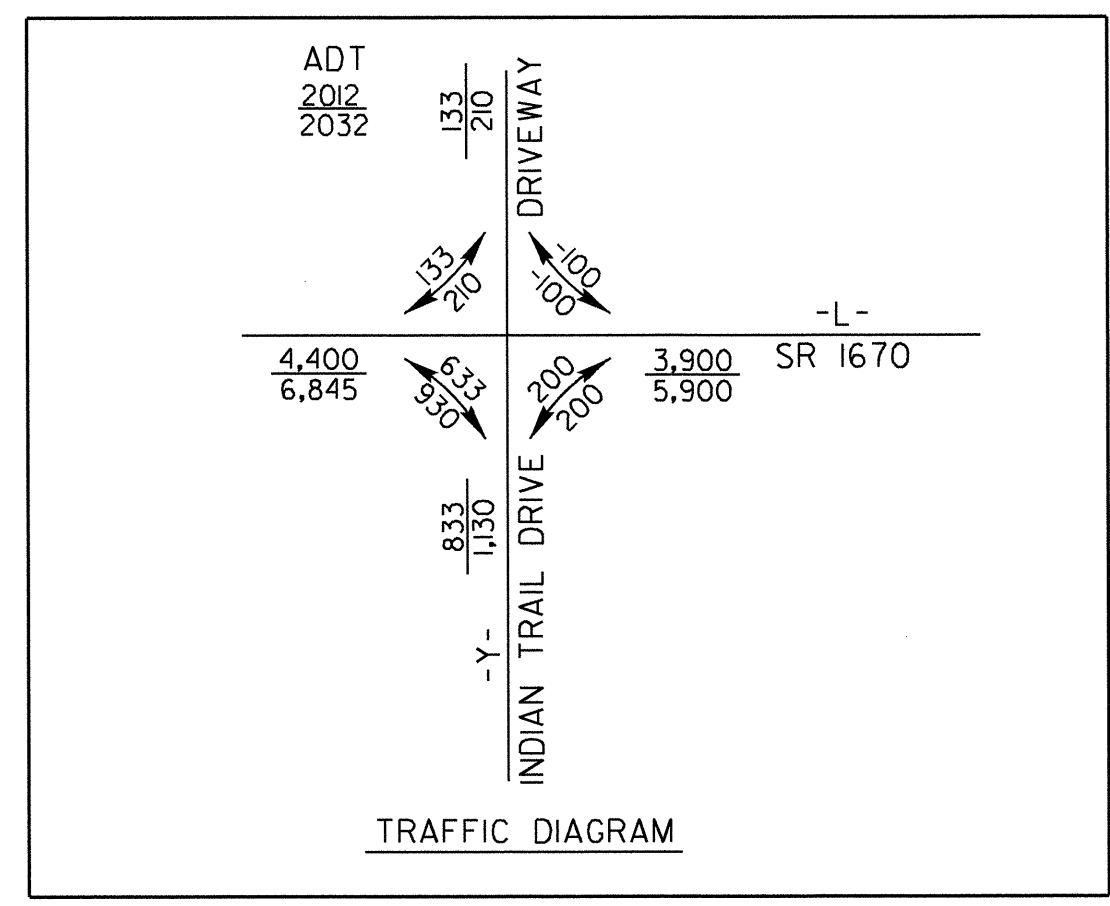 ADT
2012
2032
133
210
DRIVEWAY
133
210
-100
-100
-L-
SR 1670
4,400
6,845
633
930
200
200
3,900
5,900
833
1,130
-Y-
INDIAN TRAIL DRIVE
TRAFFIC DIAGRAM